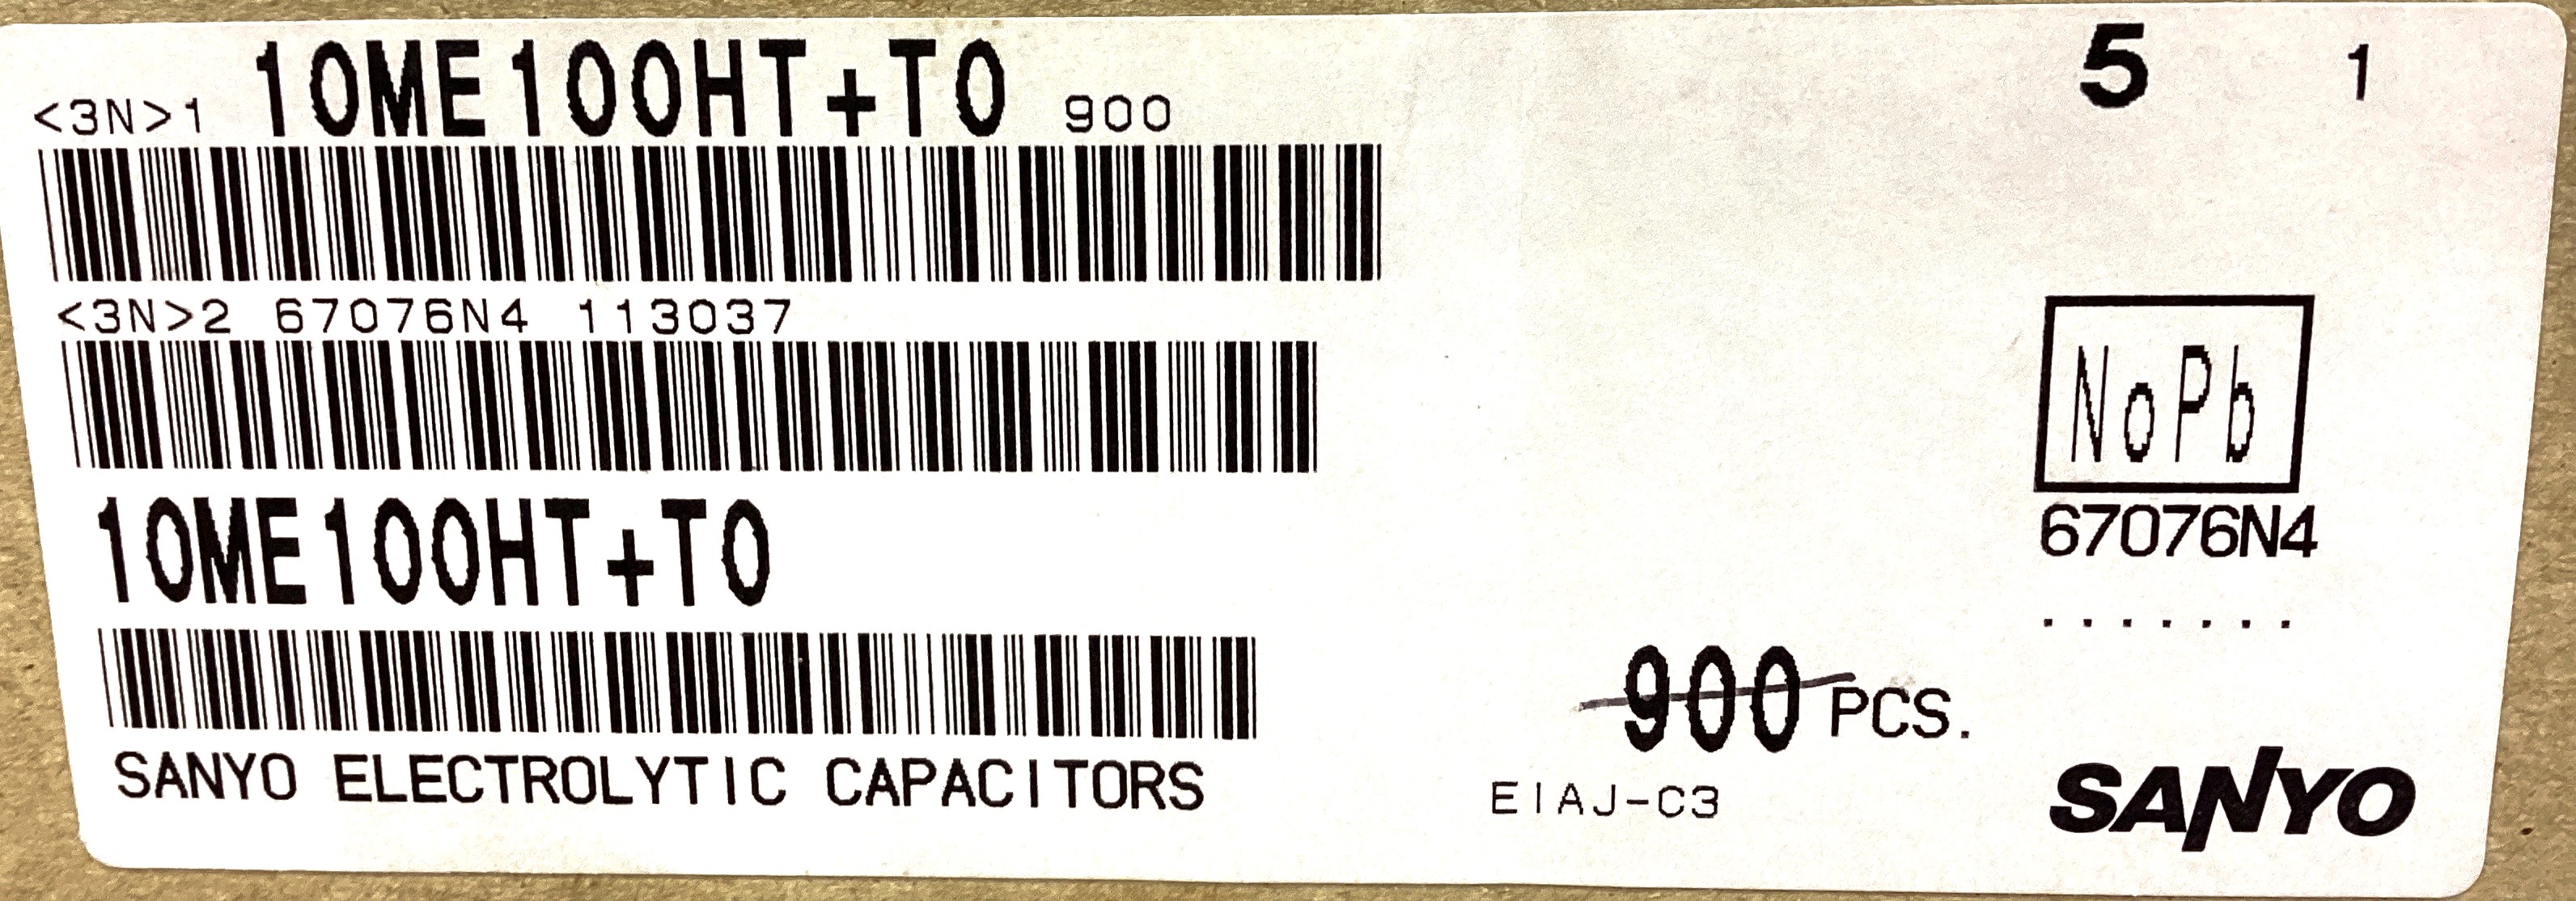 <3N>1 10ME100HT+T0 900 5 1
<3N>2 67076N4 113037
NoPb
10ME100HT+T0
67076N4
.......
900 PCS.
SANYO ELECTROLYTIC CAPACITORS
EIAJ-C3
SANYO